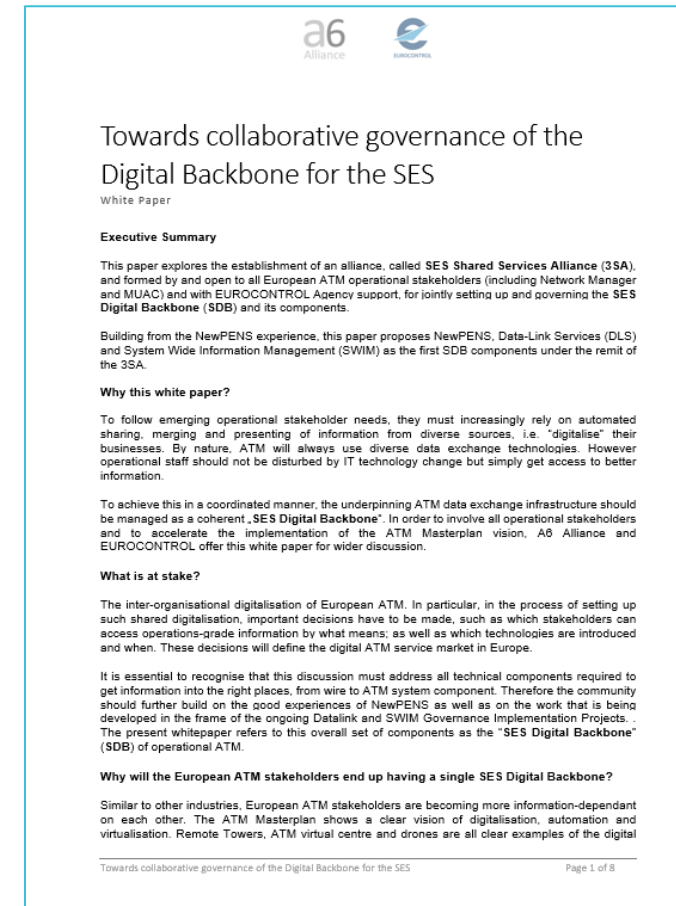 a6
Alliance
EUROCONTROL
Towards collaborative governance of the
Digital Backbone for the SES
White Paper
Executive Summary
This paper explores the establishment of an alliance, called SES Shared Services Alliance (3SA),
and formed by and open to all European ATM operational stakeholders (including Network Manager
and MUAC) and with EUROCONTROL Agency support, for jointly setting up and governing the SES
Digital Backbone (SDB) and its components.
Building from the NewPENS experience, this paper proposes NewPENS, Data-Link Services (DLS)
and System Wide Information Management (SWIM) as the first SDB components under the remit of
the 3SA.
Why this white paper?
To follow emerging operational stakeholder needs, they must increasingly rely on automated
sharing, merging and presenting of information from diverse sources, i.e. "digitalise" their
businesses. By nature, ATM will always use diverse data exchange technologies. However
operational staff should not be disturbed by IT technology change but simply get access to better
information.
To achieve this in a coordinated manner, the underpinning ATM data exchange infrastructure should
be managed as a coherent „SES Digital Backbone". In order to involve all operational stakeholders
and to accelerate the implementation of the ATM Masterplan vision, A6 Alliance and
EUROCONTROL offer this white paper for wider discussion.
What is at stake?
The inter-organisational digitalisation of European ATM. In particular, in the process of setting up
such shared digitalisation, important decisions have to be made, such as which stakeholders can
access operations-grade information by what means; as well as which technologies are introduced
and when. These decisions will define the digital ATM service market in Europe.
It is essential to recognise that this discussion must address all technical components required to
get information into the right places, from wire to ATM system component. Therefore the community
should further build on the good experiences of NewPENS as well as on the work that is being
developed in the frame of the ongoing Datalink and SWIM Governance Implementation Projects. .
The present whitepaper refers to this overall set of components as the "SES Digital Backbone"
(SDB) of operational ATM.
Why will the European ATM stakeholders end up having a single SES Digital Backbone?
Similar to other industries, European ATM stakeholders are becoming more information-dependant
on each other. The ATM Masterplan shows a clear vision of digitalisation, automation and
virtualisation. Remote Towers, ATM virtual centre and drones are all clear examples of the digital
Towards collaborative governance of the Digital Backbone for the SES Page 1 of 8